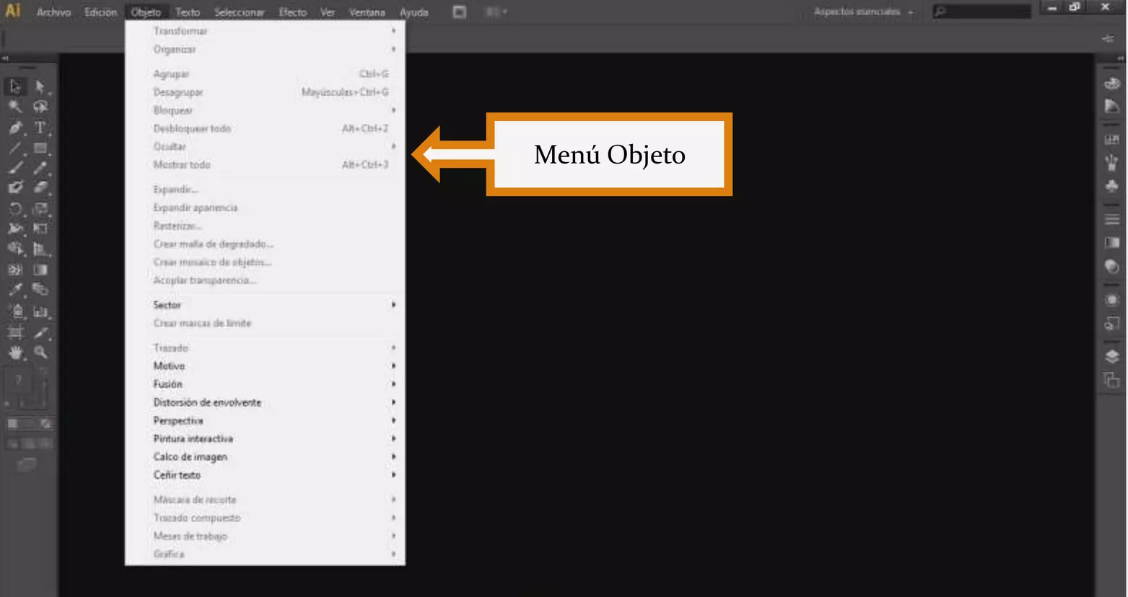 Ai Archivo Edición Objeto Texto Seleccionar Efecto Ver Ventana Ayuda Aspectos esenciales
Transformar
Organizar
Agrupar Ctrl+G
Desagrupar Mayúsculas+Ctrl+G
Bloquear
Desbloquear todo Alt+Ctrl+2
Ocultar
Mostrar todo Alt+Ctrl+3
Menú Objeto
Expandir...
Expandir apariencia
Rasterizar...
Crear malla de degradado...
Crear mosaico de objetos...
Acoplar transparencia...
Sector
Crear marcas de límite
Trazado
Motivo
Fusión
Distorsión de envolvente
Perspectiva
Pintura interactiva
Calco de imagen
Ceñir texto
Máscara de recorte
Trazado compuesto
Mesas de trabajo
Gráfica
?